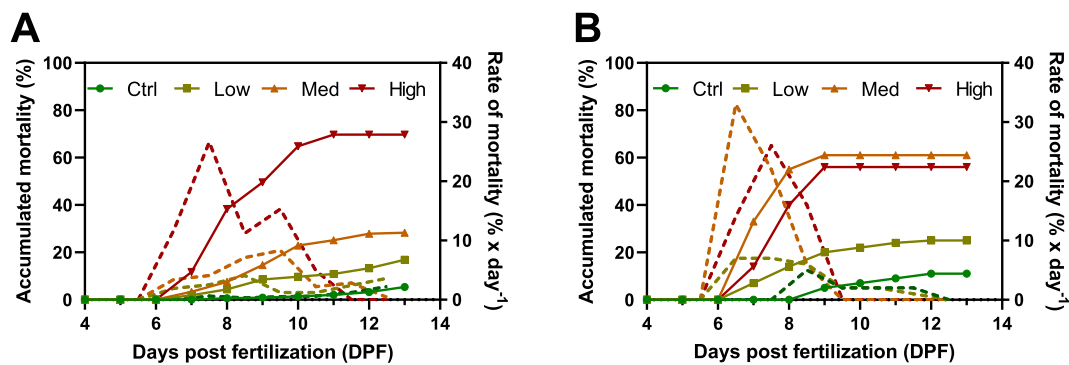 A
Accumulated mortality (%)
100
80
60
40
20
0
Ctrl Low Med High
40
30
20
10
0
Rate of mortality (% x day-1)
4 6 8 10 12 14
Days post fertilization (DPF)
B
Accumulated mortality (%)
100
80
60
40
20
0
Ctrl Low Med High
40
30
20
10
0
Rate of mortality (% x day-1)
4 6 8 10 12 14
Days post fertilization (DPF)